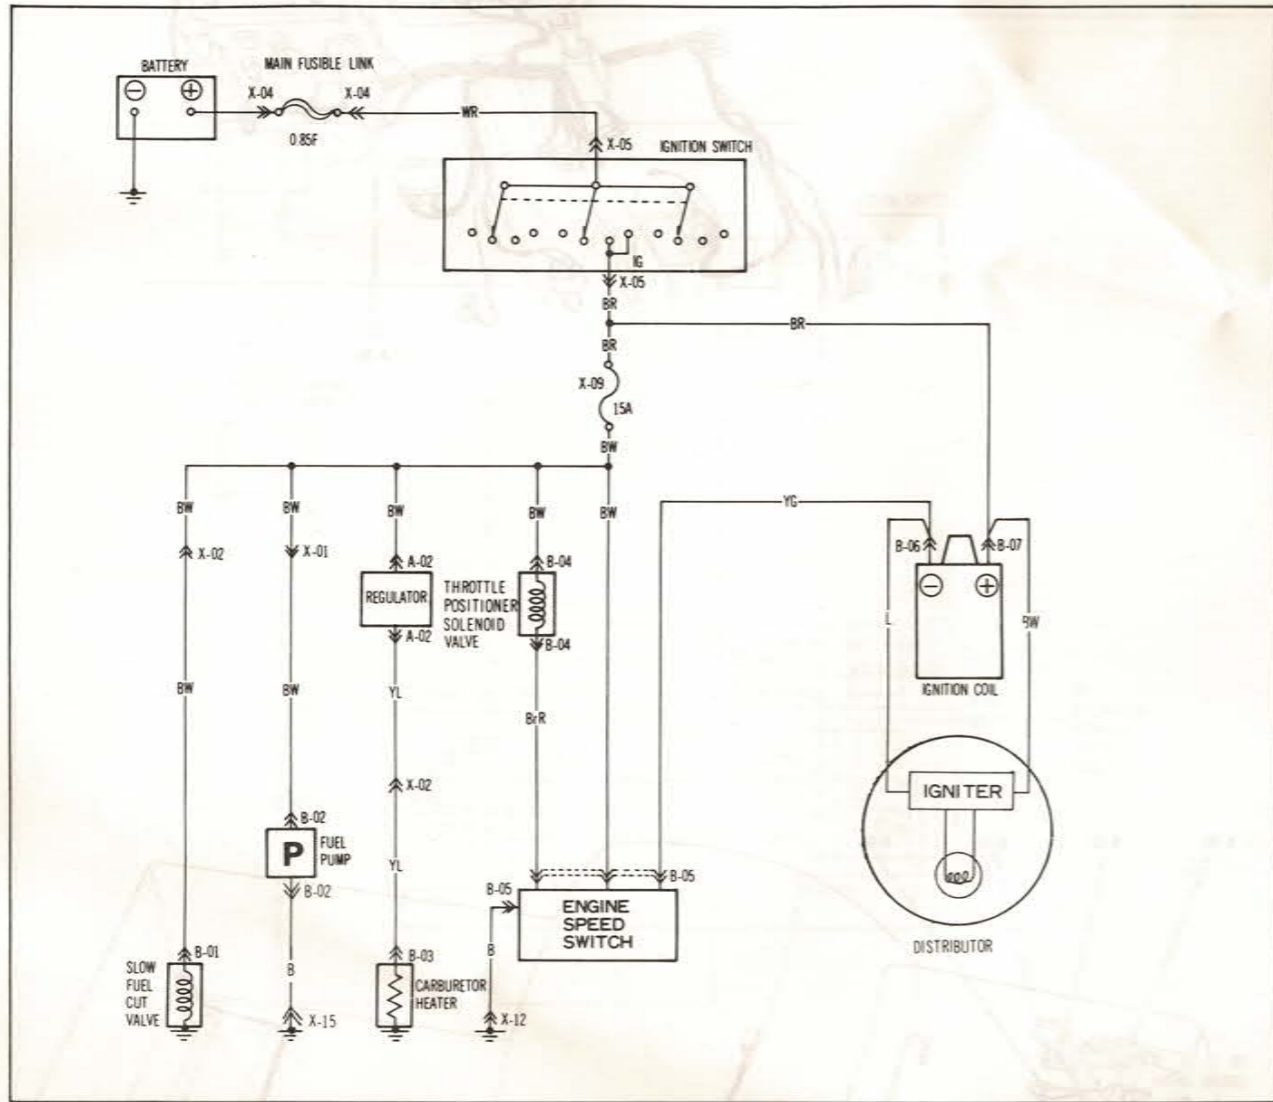 BATTERY
MAIN FUSIBLE LINK
X-04
X-04
WR
0.85F
X-05
IGNITION SWITCH
IG
X-05
BR
BR
BR
X-09
15A
BW
BW
BW
BW
BW
BW
YG
X-02
X-01
A-02
B-04
B-06
B-07
REGULATOR
THROTTLE
POSITIONER
SOLENOID
VALVE
L
BW
A-02
B-04
BW
BW
YL
BrR
IGNITION COIL
X-02
IGNITER
B-02
P
FUEL
PUMP
YL
B-02
B-05
B-05
ENGINE
SPEED
SWITCH
DISTRIBUTOR
B-01
B
B-03
B
SLOW
FUEL
CUT
VALVE
CARBURETOR
HEATER
X-15
X-12